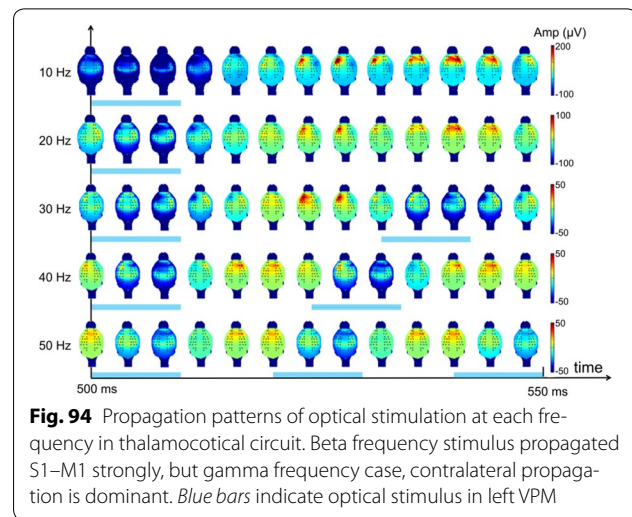 Amp (µV)
10 Hz
200
-100
20 Hz
100
-100
30 Hz
50
-50
40 Hz
50
-50
50 Hz
50
-50
time
500 ms
550 ms
Fig. 94 Propagation patterns of optical stimulation at each fre-
quency in thalamocotical circuit. Beta frequency stimulus propagated
S1–M1 strongly, but gamma frequency case, contralateral propaga-
tion is dominant. Blue bars indicate optical stimulus in left VPM